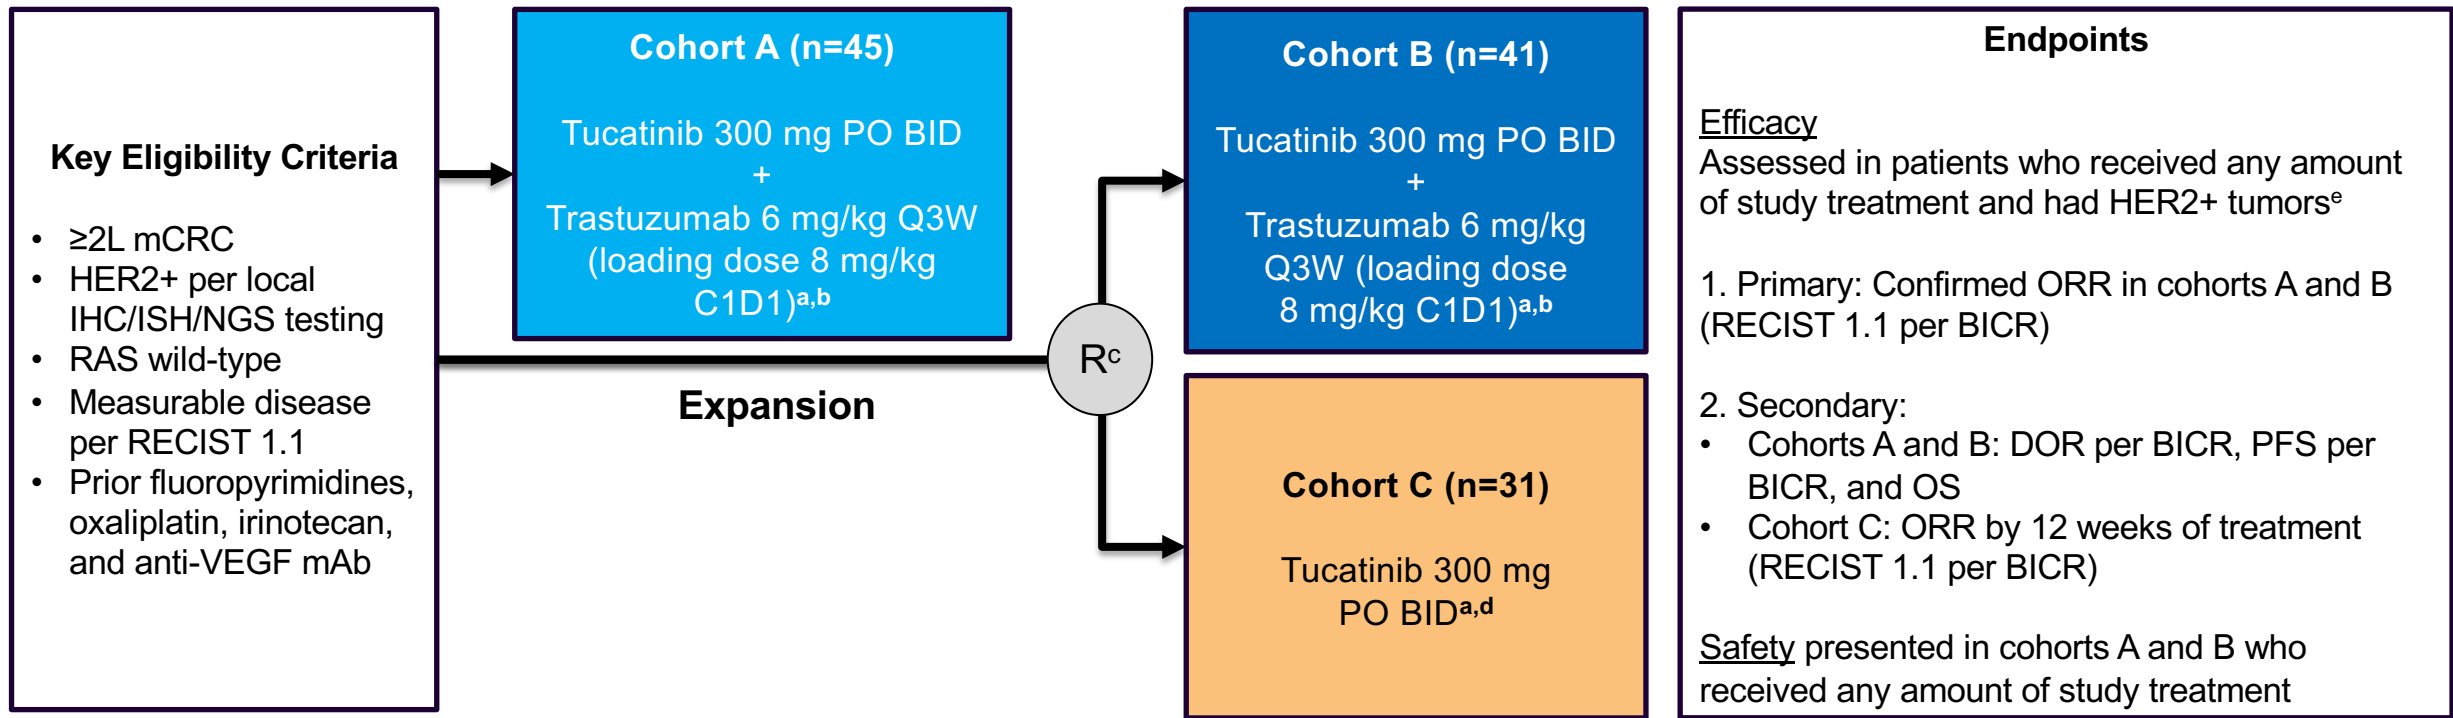 Key Eligibility Criteria
• ≥2L mCRC
• HER2+ per local
IHC/ISH/NGS testing
• RAS wild-type
• Measurable disease
per RECIST 1.1
• Prior fluoropyrimidines,
oxaliplatin, irinotecan,
and anti-VEGF mAb
Cohort A (n=45)
Tucatinib 300 mg PO BID
+
Trastuzumab 6 mg/kg Q3W
(loading dose 8 mg/kg
C1D1)a,b
Expansion
Rc
Cohort B (n=41)
Tucatinib 300 mg PO BID
+
Trastuzumab 6 mg/kg
Q3W (loading dose
8 mg/kg C1D1)a,b
Cohort C (n=31)
Tucatinib 300 mg
PO BIDa,d
Endpoints
Efficacy
Assessed in patients who received any amount
of study treatment and had HER2+ tumorse
1. Primary: Confirmed ORR in cohorts A and B
(RECIST 1.1 per BICR)
2. Secondary:
• Cohorts A and B: DOR per BICR, PFS per
BICR, and OS
• Cohort C: ORR by 12 weeks of treatment
(RECIST 1.1 per BICR)
Safety presented in cohorts A and B who
received any amount of study treatment